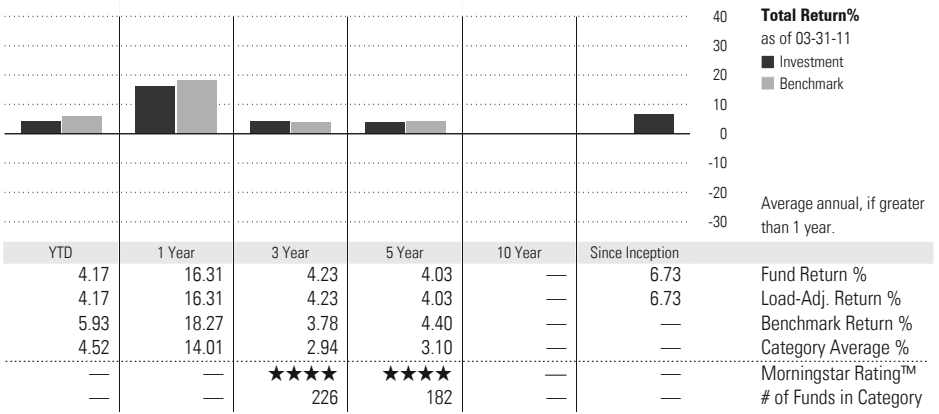 40
30
20
10
0
-10
-20
-30
Total Return%
as of 03-31-11
Investment
Benchmark
Average annual, if greater
than 1 year.
YTD 1 Year 3 Year 5 Year 10 Year Since Inception
4.17 16.31 4.23 4.03 — 6.73 Fund Return %
4.17 16.31 4.23 4.03 — 6.73 Load-Adj. Return %
5.93 18.27 3.78 4.40 — — Benchmark Return %
4.52 14.01 2.94 3.10 — — Category Average %
— — ★★★★ ★★★★ — — Morningstar Rating™
— — 226 182 — — # of Funds in Category